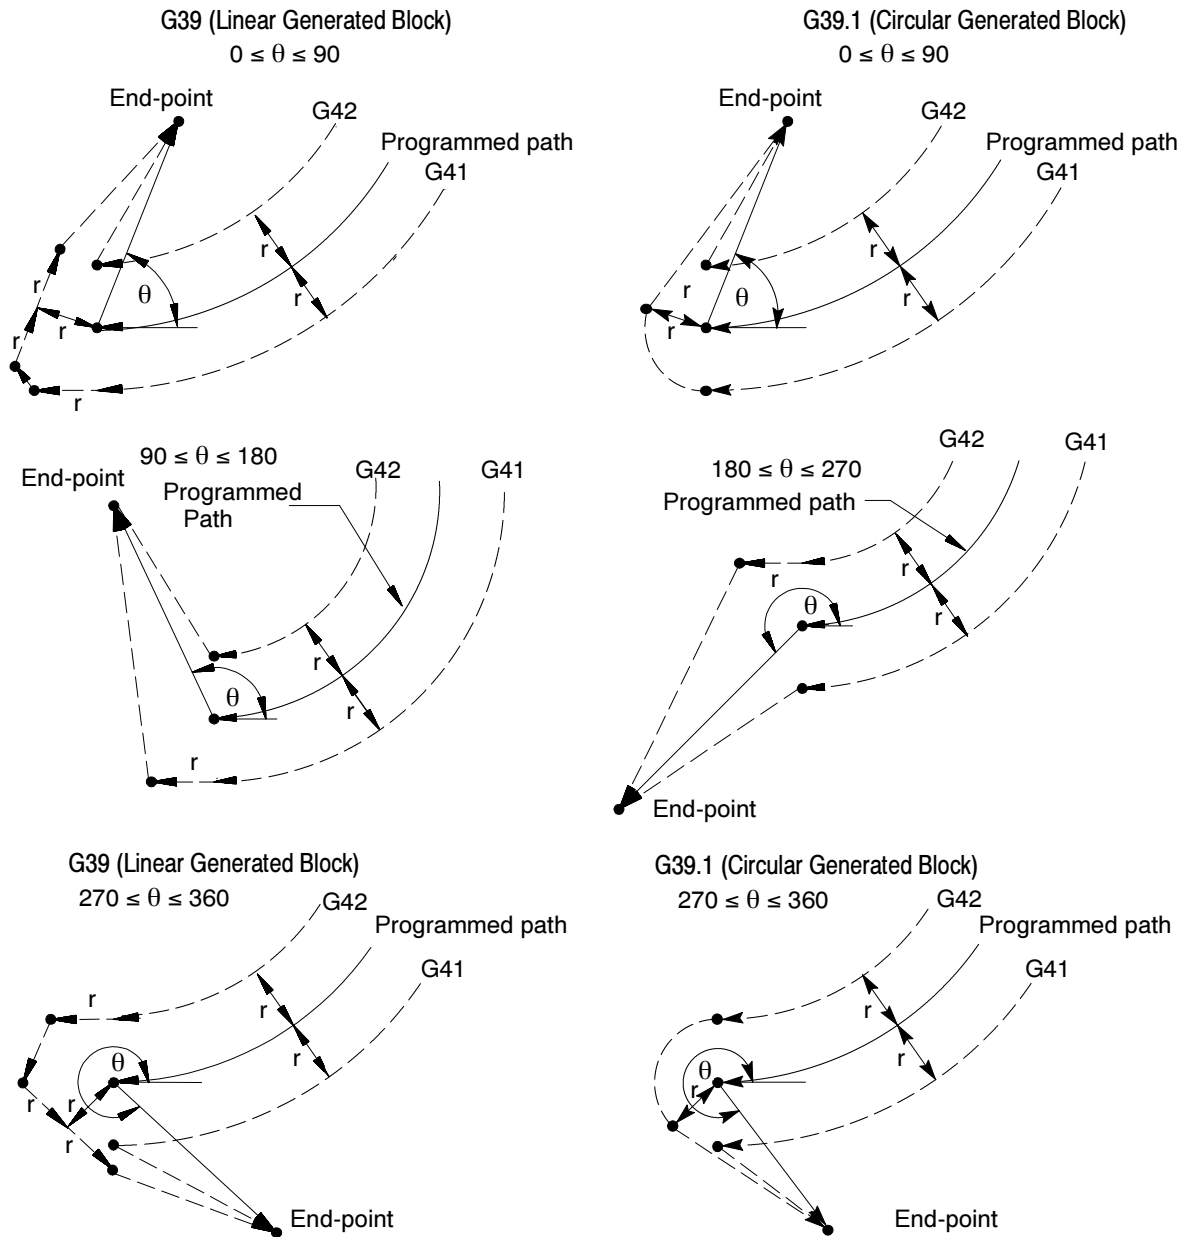 G39 (Linear Generated Block)
0 ≤ θ ≤ 90
End-point
G42
Programmed path
G41
r
r
θ
r
r
r
r
G39.1 (Circular Generated Block)
0 ≤ θ ≤ 90
End-point
G42
Programmed path
G41
r
r
θ
r
r
90 ≤ θ ≤ 180
End-point
Programmed
Path
G42
G41
r
θ
r
r
G42
G41
180 ≤ θ ≤ 270
Programmed path
r
r
θ
r
End-point
G39 (Linear Generated Block)
270 ≤ θ ≤ 360
G42
Programmed path
G41
r
r
r
θ
r
r
r
End-point
G39.1 (Circular Generated Block)
270 ≤ θ ≤ 360
G42
Programmed path
G41
r
r
θ
r
End-point